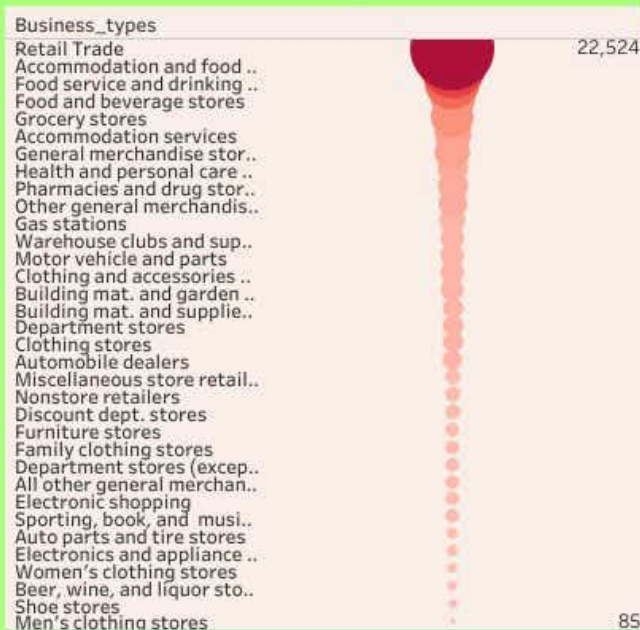 Business_types
Retail Trade 22,524
Accommodation and food ..
Food service and drinking ..
Food and beverage stores
Grocery stores
Accommodation services
General merchandise stor..
Health and personal care ..
Pharmacies and drug stor..
Other general merchandis..
Gas stations
Warehouse clubs and sup..
Motor vehicle and parts
Clothing and accessories ..
Building mat. and garden ..
Building mat. and supplie..
Department stores
Clothing stores
Automobile dealers
Miscellaneous store retail..
Nonstore retailers
Discount dept. stores
Furniture stores
Family clothing stores
Department stores (excep..
All other general merchan..
Electronic shopping
Sporting, book, and musi..
Auto parts and tire stores
Electronics and appliance ..
Women's clothing stores
Beer, wine, and liquor sto..
Shoe stores
Men's clothing stores 85